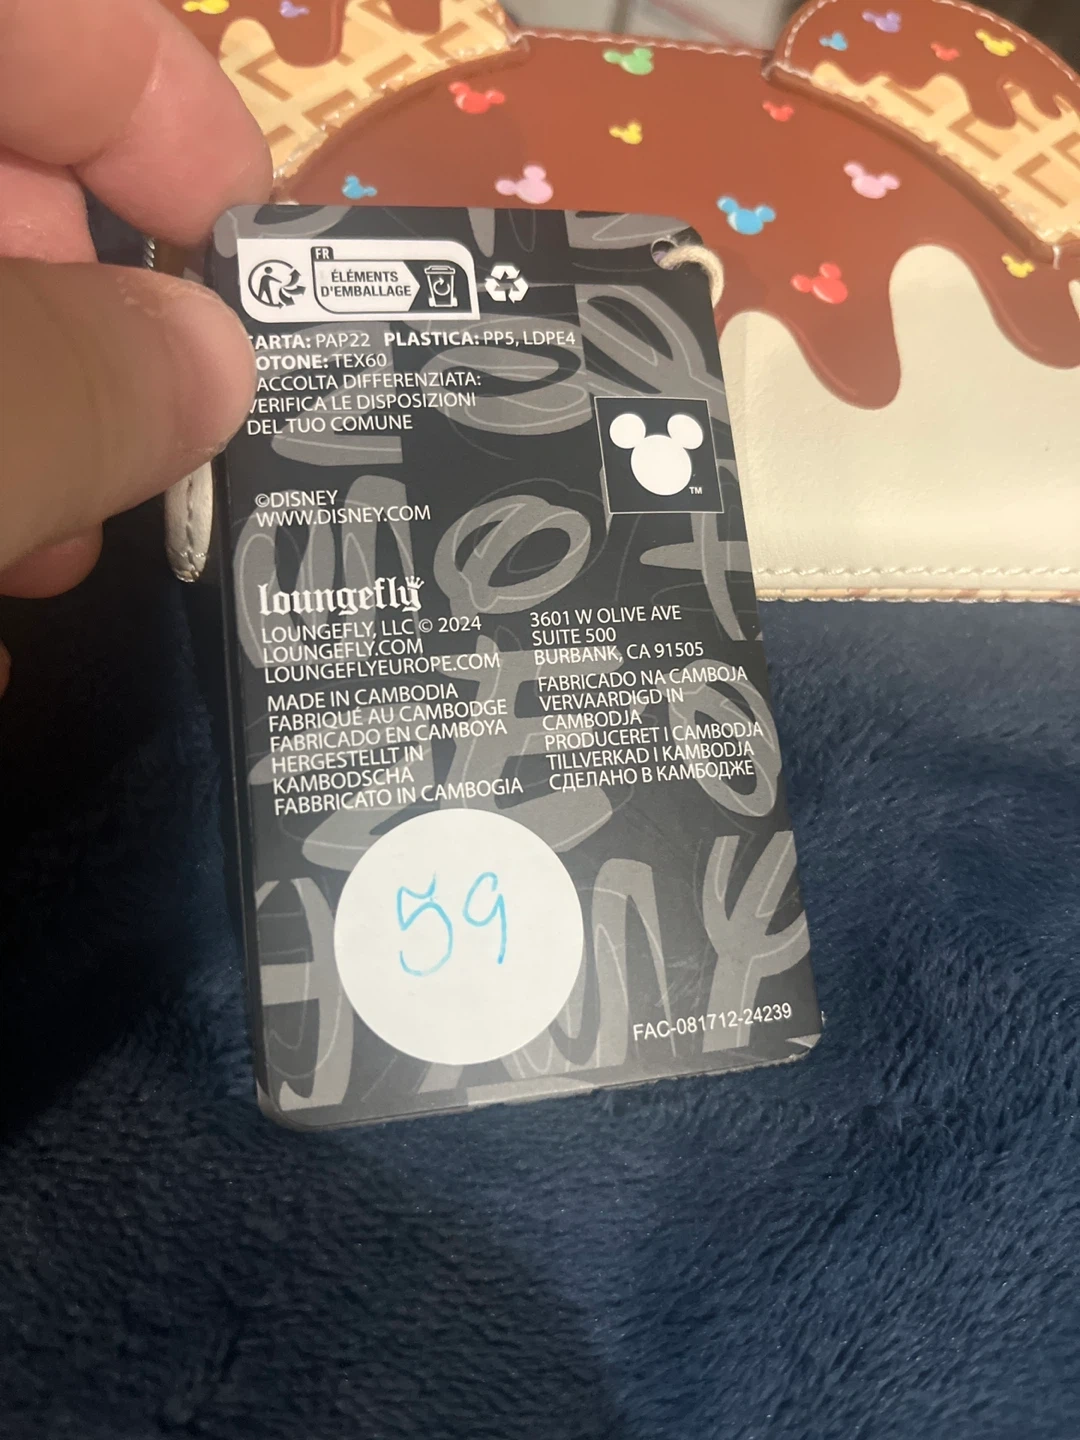 FR
ÉLÉMENTS
D'EMBALLAGE
CARTA: PAP22 PLASTICA: PP5, LDPE4
COTONE: TEX60
RACCOLTA DIFFERENZIATA:
VERIFICA LE DISPOSIZIONI
DEL TUO COMUNE
TM
©DISNEY
WWW.DISNEY.COM
loungefly
LOUNGEFLY, LLC © 2024
LOUNGEFLY.COM
LOUNGEFLYEUROPE.COM
MADE IN CAMBODIA
FABRIQUÉ AU CAMBODGE
FABRICADO EN CAMBOYA
HERGESTELLT IN
KAMBODSCHA
FABBRICATO IN CAMBOGIA
3601 W OLIVE AVE
SUITE 500
BURBANK, CA 91505
FABRICADO NA CAMBOJA
VERVAARDIGD IN
CAMBODJA
PRODUCERET I CAMBODJA
TILLVERKAD I KAMBODJA
СДЕЛАНО В КАМБОДЖЕ
59
FAC-081712-24239